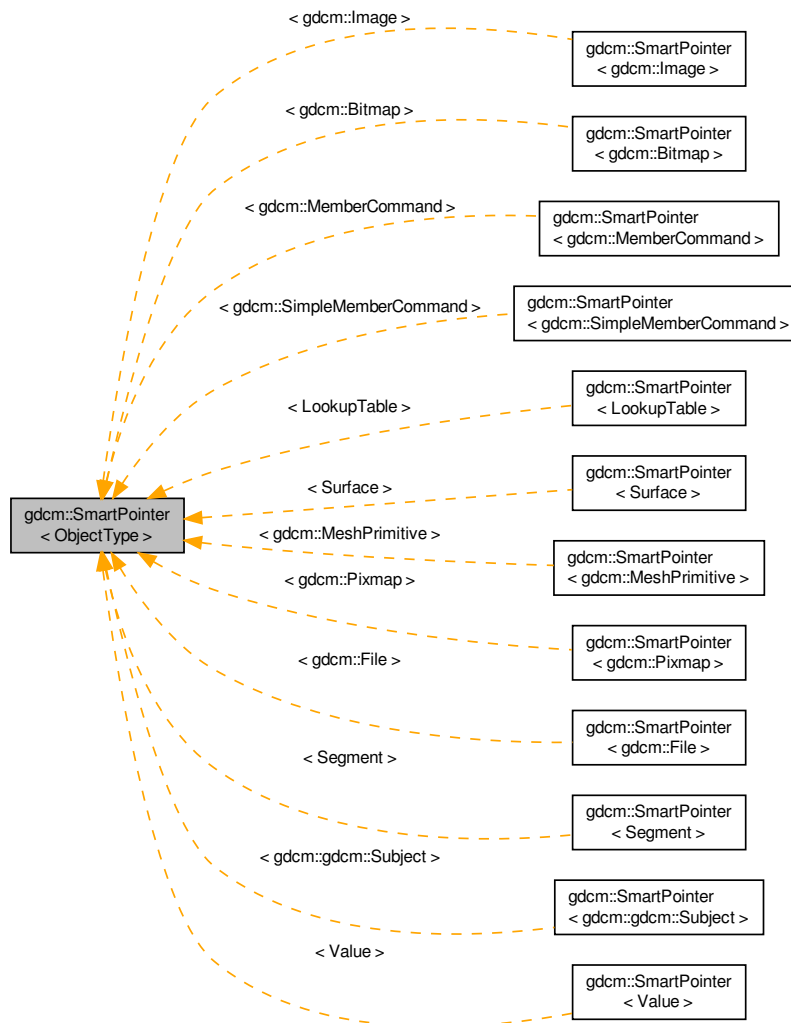 < gdcm::Image >
gdcm::SmartPointer
< gdcm::Image >
< gdcm::Bitmap >
gdcm::SmartPointer
< gdcm::Bitmap >
< gdcm::MemberCommand >
gdcm::SmartPointer
< gdcm::MemberCommand >
< gdcm::SimpleMemberCommand >
gdcm::SmartPointer
< gdcm::SimpleMemberCommand >
< LookupTable >
gdcm::SmartPointer
< LookupTable >
< Surface >
gdcm::SmartPointer
< Surface >
gdcm::SmartPointer
< ObjectType >
< gdcm::MeshPrimitive >
gdcm::SmartPointer
< gdcm::MeshPrimitive >
< gdcm::Pixmap >
gdcm::SmartPointer
< gdcm::Pixmap >
< gdcm::File >
gdcm::SmartPointer
< gdcm::File >
< Segment >
gdcm::SmartPointer
< Segment >
< gdcm::gdcm::Subject >
gdcm::SmartPointer
< gdcm::gdcm::Subject >
< Value >
gdcm::SmartPointer
< Value >